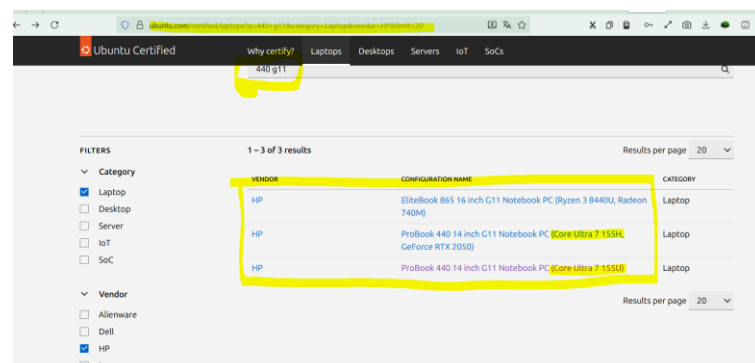 ubuntu.com/certified/laptops?q=440+g11&category=Laptop&vendor=HP&limit=20
Ubuntu Certified
Why certify? Laptops Desktops Servers IoT SoCs
440 g11
FILTERS
1 – 3 of 3 results
Results per page 20
Category
VENDOR CONFIGURATION NAME CATEGORY
Laptop
HP EliteBook 865 16 inch G11 Notebook PC (Ryzen 3 8440U, Radeon Laptop
740M)
Desktop
Server
HP ProBook 440 14 inch G11 Notebook PC (Core Ultra 7 155H, Laptop
GeForce RTX 2050)
IoT
SoC
HP ProBook 440 14 inch G11 Notebook PC (Core Ultra 7 155U) Laptop
Vendor
Results per page 20
Alienware
Dell
HP